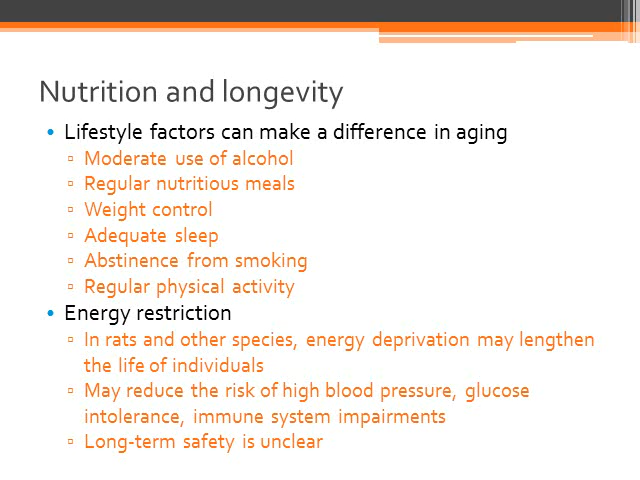 Nutrition and longevity
• Lifestyle factors can make a difference in aging
▫ Moderate use of alcohol
▫ Regular nutritious meals
▫ Weight control
▫ Adequate sleep
▫ Abstinence from smoking
▫ Regular physical activity
• Energy restriction
▫ In rats and other species, energy deprivation may lengthen
the life of individuals
▫ May reduce the risk of high blood pressure, glucose
intolerance, immune system impairments
▫ Long-term safety is unclear